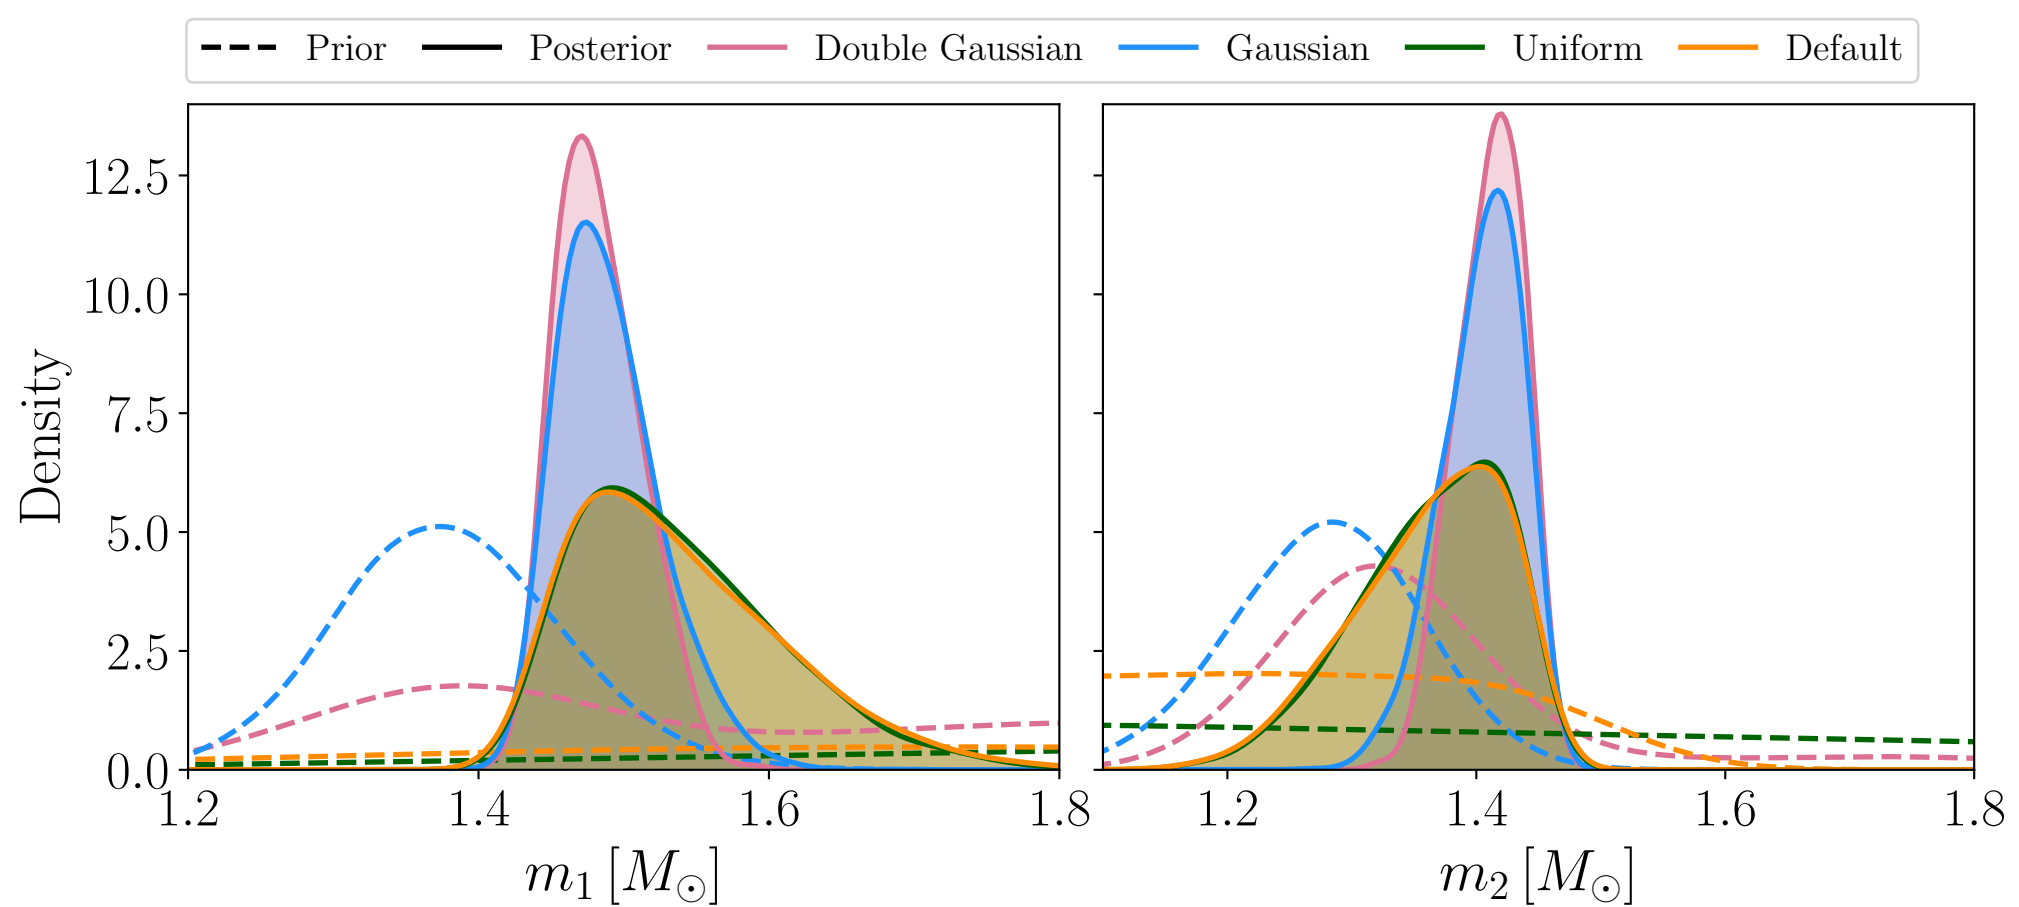 Prior Posterior Double Gaussian Gaussian Uniform Default
Density
12.5
10.0
7.5
5.0
2.5
0.0
1.2 1.4 1.6 1.8
1.2 1.4 1.6 1.8
m₁ [M☉]
m₂ [M☉]